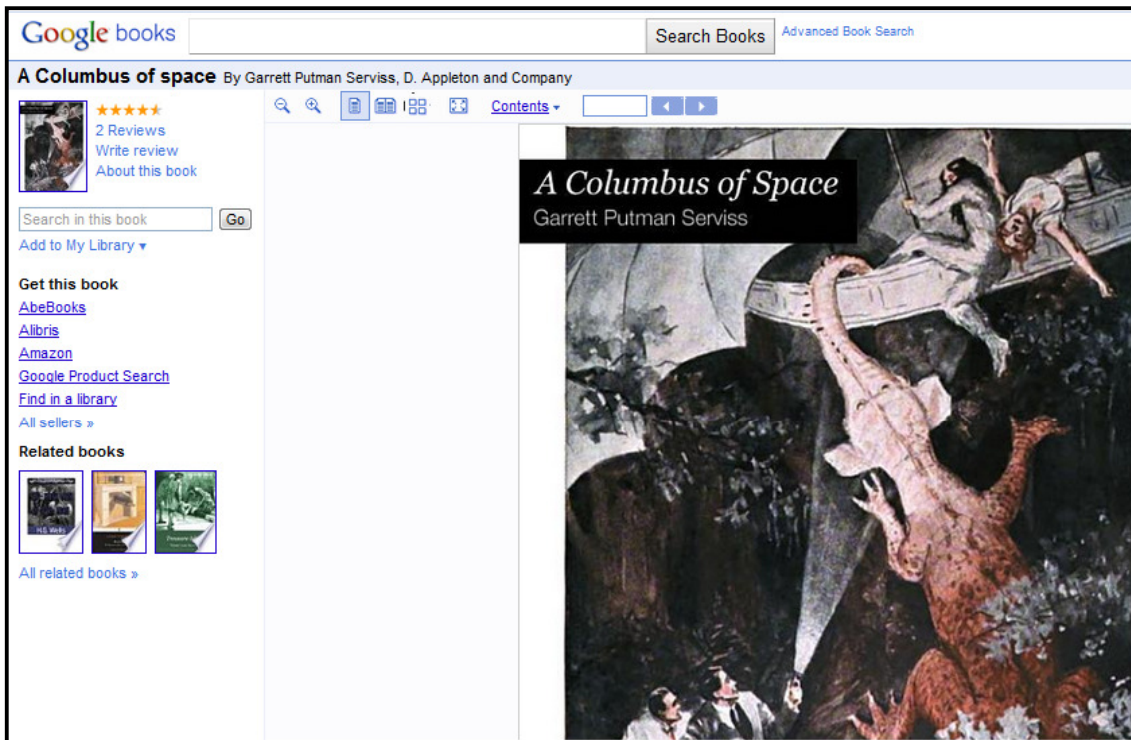 Google books Search Books Advanced Book Search
A Columbus of space By Garrett Putman Serviss, D. Appleton and Company
2 Reviews
Write review
About this book
Search in this book Go
Add to My Library ▾
Get this book
AbeBooks
Alibris
Amazon
Google Product Search
Find in a library
All sellers »
Related books
H.G. Wells
All related books »
Contents ▾
A Columbus of Space
Garrett Putman Serviss